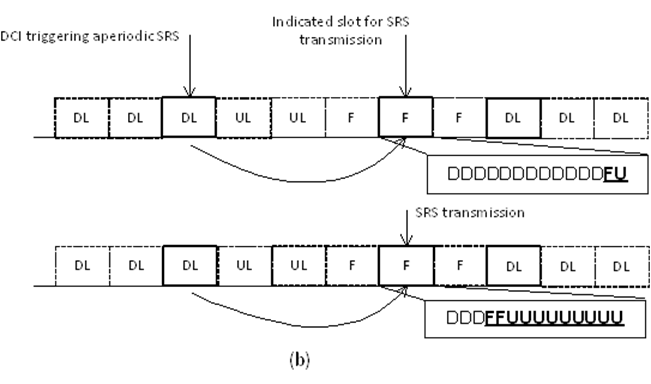 Indicated slot for SRS
DCI triggering aperiodic SRS
transmission
DL DL DL UL UL F F F DL DL DL
DDDDDDDDDDDDFU
SRS transmission
DL DL DL UL UL F F F DL DL DL
DDDFFUUUUUUUUU
(b)